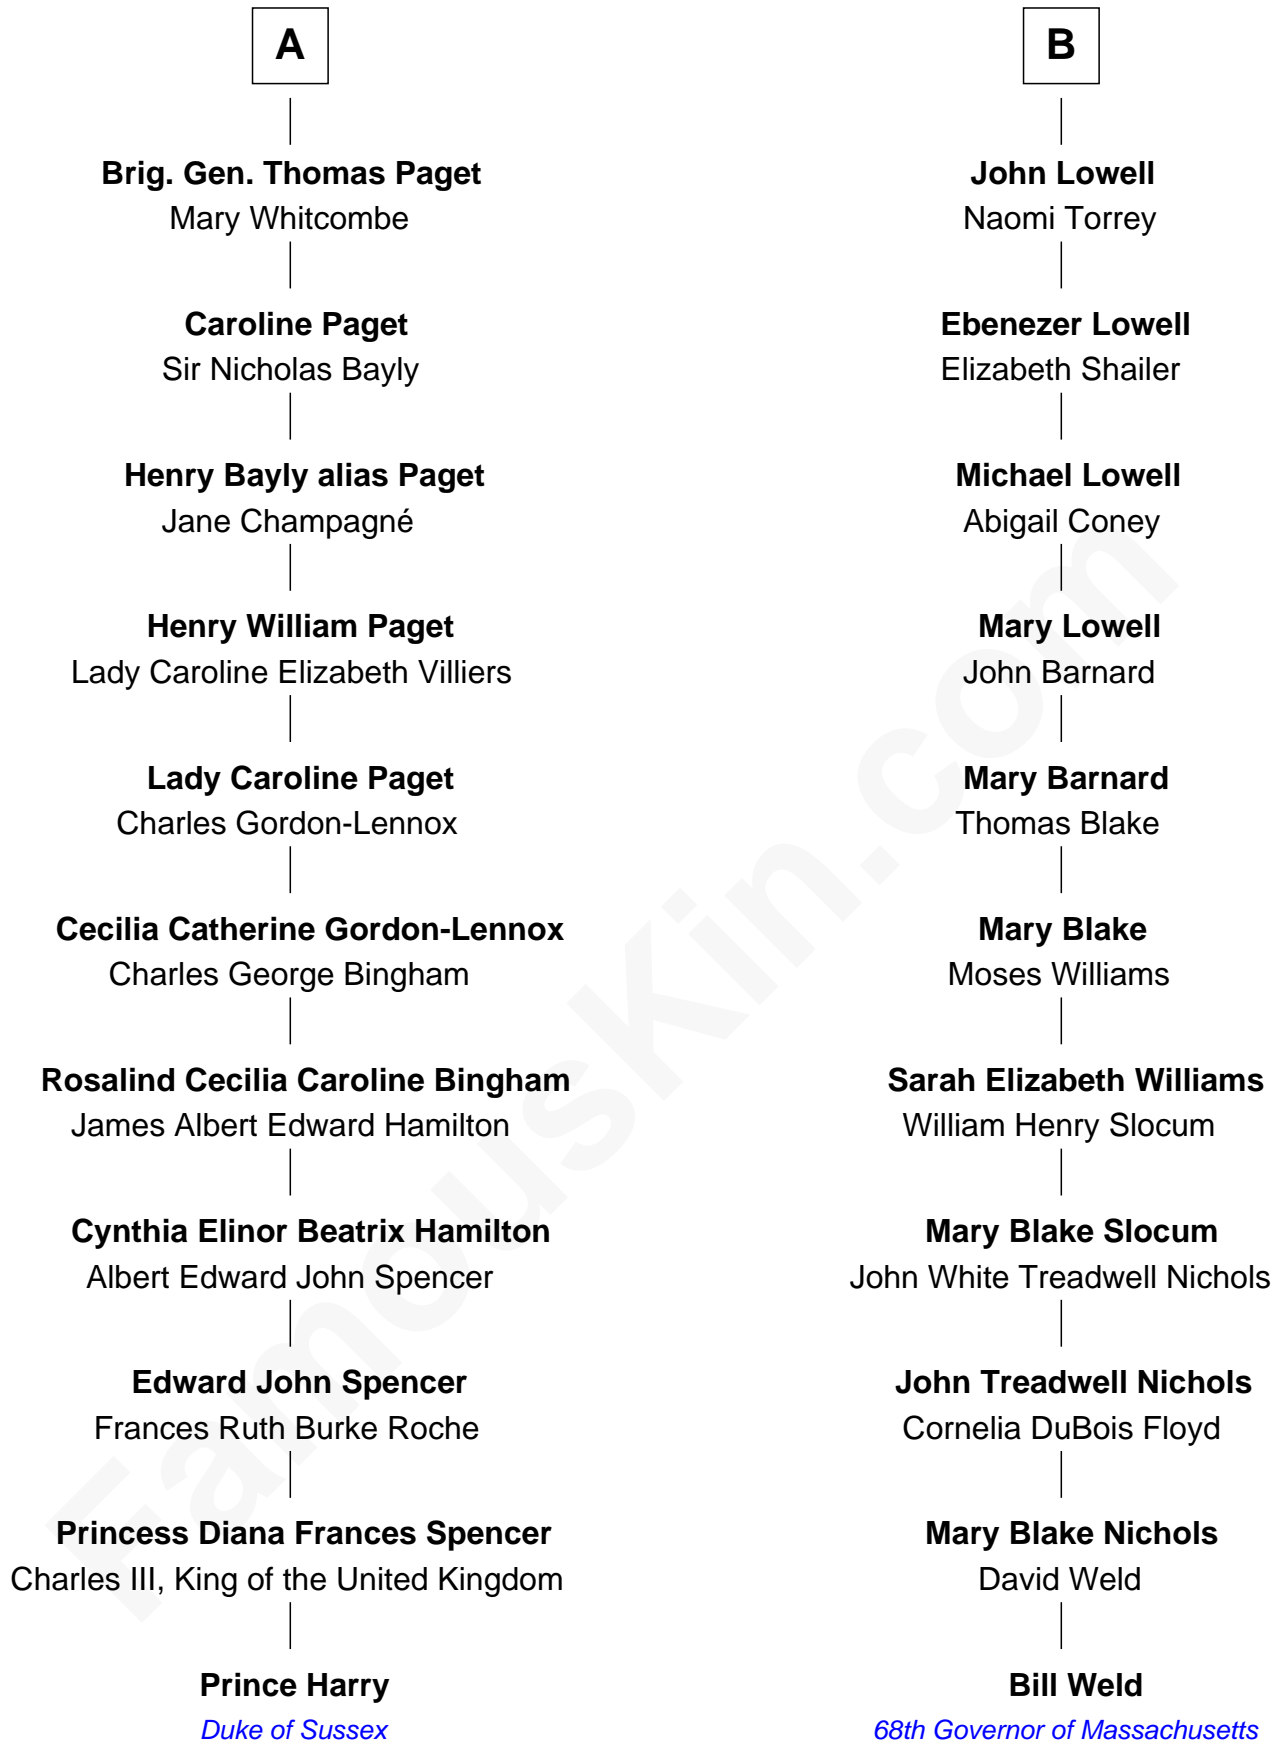 A
Brig. Gen. Thomas Paget
Mary Whitcombe
Caroline Paget
Sir Nicholas Bayly
Henry Bayly alias Paget
Jane Champagné
Henry William Paget
Lady Caroline Elizabeth Villiers
Lady Caroline Paget
Charles Gordon-Lennox
Cecilia Catherine Gordon-Lennox
Charles George Bingham
Rosalind Cecilia Caroline Bingham
James Albert Edward Hamilton
Cynthia Elinor Beatrix Hamilton
Albert Edward John Spencer
Edward John Spencer
Frances Ruth Burke Roche
Princess Diana Frances Spencer
Charles III, King of the United Kingdom
Prince Harry
Duke of Sussex
B
John Lowell
Naomi Torrey
Ebenezer Lowell
Elizabeth Shailer
Michael Lowell
Abigail Coney
Mary Lowell
John Barnard
Mary Barnard
Thomas Blake
Mary Blake
Moses Williams
Sarah Elizabeth Williams
William Henry Slocum
Mary Blake Slocum
John White Treadwell Nichols
John Treadwell Nichols
Cornelia DuBois Floyd
Mary Blake Nichols
David Weld
Bill Weld
68th Governor of Massachusetts
FamousKin.com